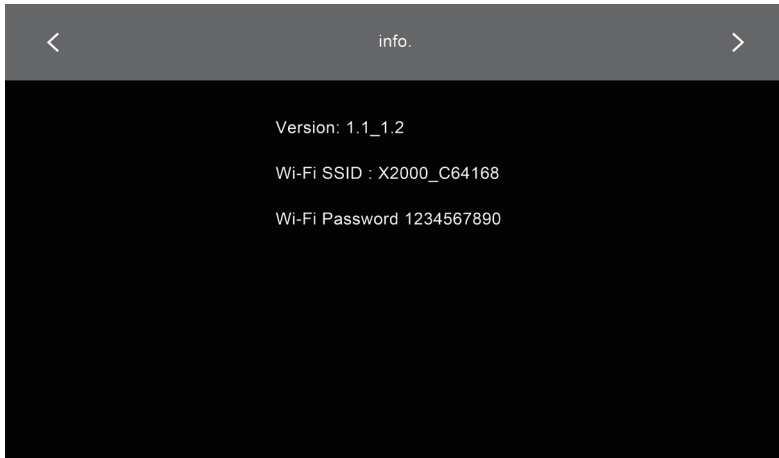 info.
Version: 1.1_1.2
Wi-Fi SSID : X2000_C64168
Wi-Fi Password 1234567890